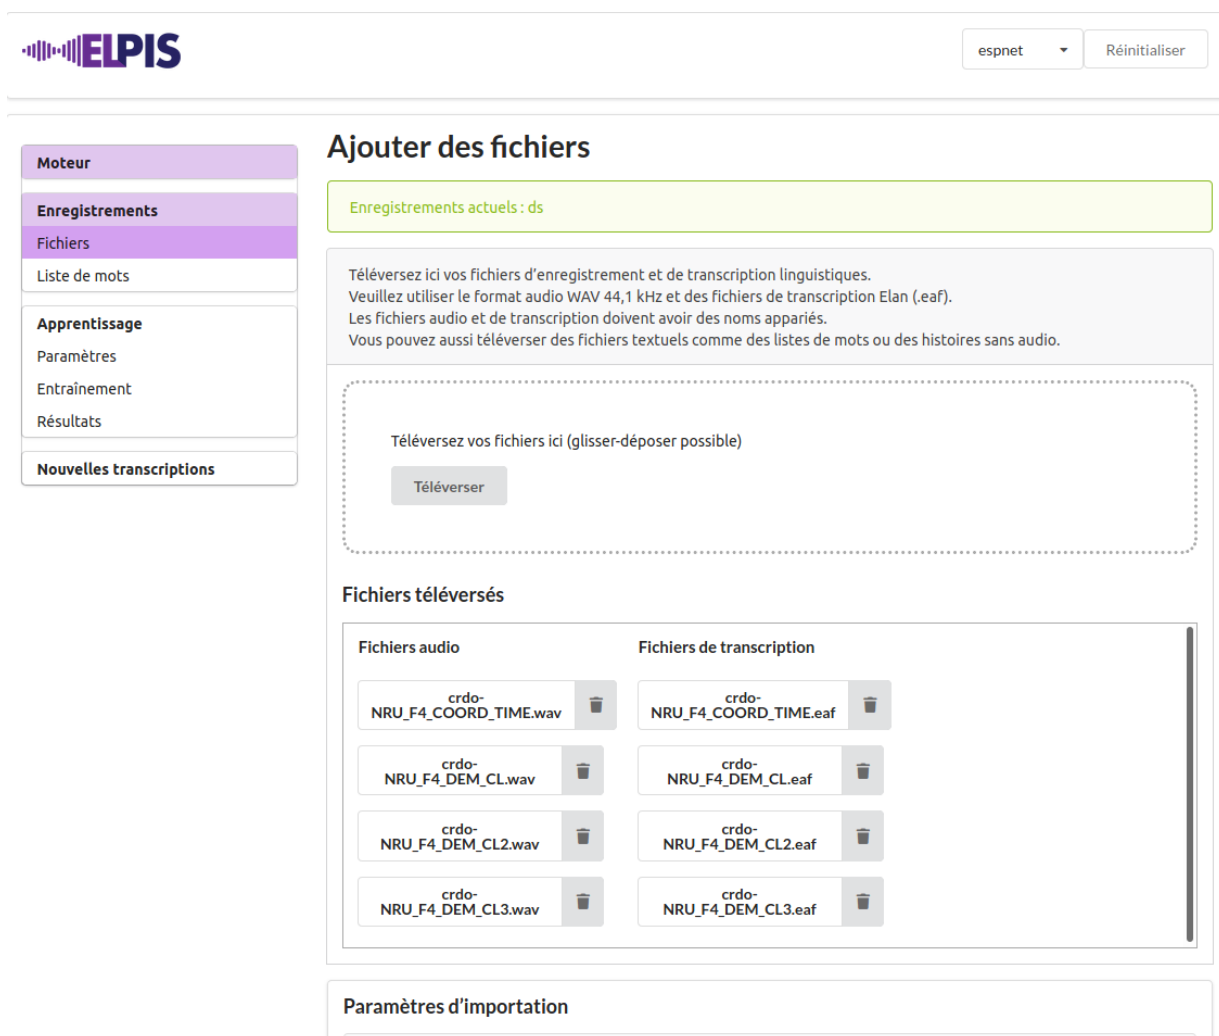 ELPIS
espnet
Réinitialiser
Moteur
Enregistrements
Fichiers
Liste de mots
Apprentissage
Paramètres
Entraînement
Résultats
Nouvelles transcriptions
Ajouter des fichiers
Enregistrements actuels : ds
Téléversez ici vos fichiers d’enregistrement et de transcription linguistiques.
Veuillez utiliser le format audio WAV 44,1 kHz et des fichiers de transcription Elan (.eaf).
Les fichiers audio et de transcription doivent avoir des noms appariés.
Vous pouvez aussi téléverser des fichiers textuels comme des listes de mots ou des histoires sans audio.
Téléversez vos fichiers ici (glisser-déposer possible)
Téléverser
Fichiers téléversés
Fichiers audio
Fichiers de transcription
crdo-
NRU_F4_COORD_TIME.wav
crdo-
NRU_F4_COORD_TIME.eaf
crdo-
NRU_F4_DEM_CL.wav
crdo-
NRU_F4_DEM_CL.eaf
crdo-
NRU_F4_DEM_CL2.wav
crdo-
NRU_F4_DEM_CL2.eaf
crdo-
NRU_F4_DEM_CL3.wav
crdo-
NRU_F4_DEM_CL3.eaf
Paramètres d’importation